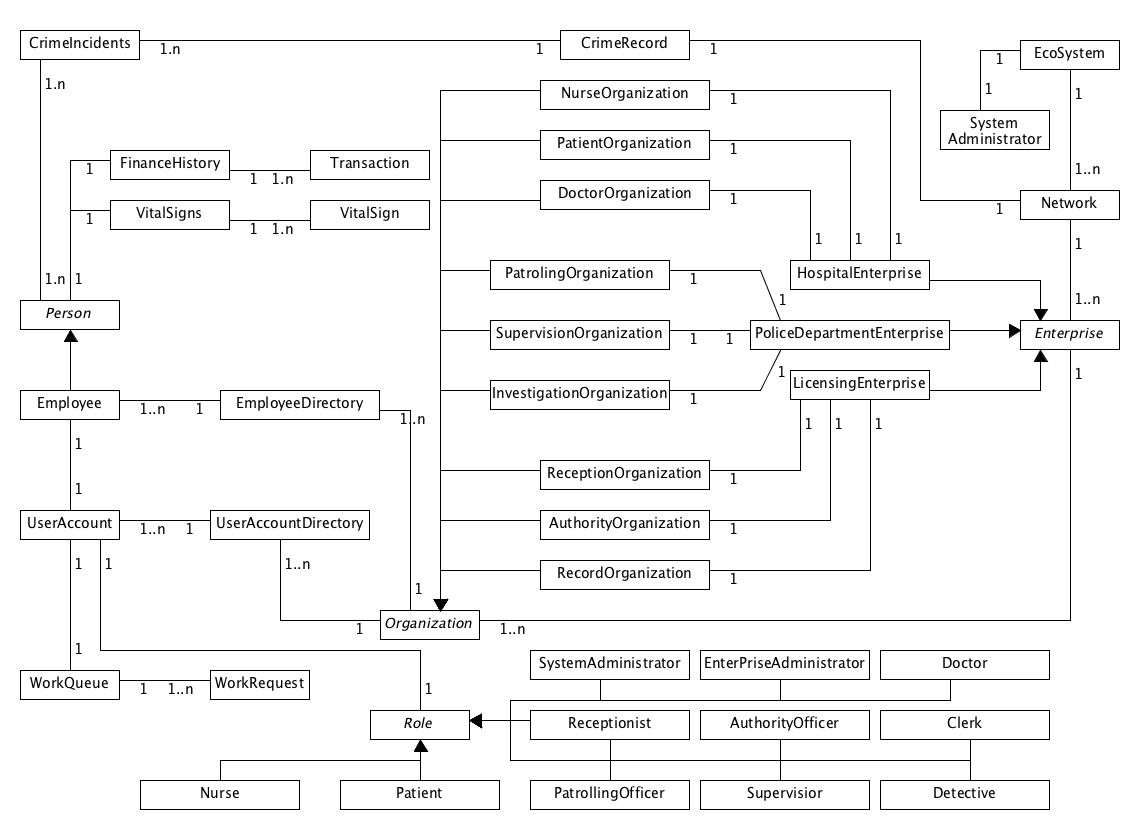 CrimeIncidents 1.n 1 CrimeRecord 1
EcoSystem
1
1.n 1 1
NurseOrganization 1
System
Administrator
PatientOrganization 1
FinanceHistory Transaction
1 1 1..n 1..n
DoctorOrganization 1
VitalSigns VitalSign Network
1 1 1..n 1
1 1 1 1
PatrolingOrganization 1 HospitalEnterprise
1.n 1
1 1..n
Person
SupervisionOrganization 1 1 PoliceDepartmentEnterprise Enterprise
1 1
InvestigationOrganization 1 LicensingEnterprise
Employee 1..n 1 EmployeeDirectory
1..n 1 1 1
1
ReceptionOrganization 1
1
UserAccount 1..n 1 UserAccountDirectory AuthorityOrganization 1
1 1 1..n
RecordOrganization 1
1
Organization
1 1..n
1
SystemAdministrator EnterPriseAdministrator Doctor
WorkQueue 1 1..n WorkRequest 1
Role Receptionist AuthorityOfficer Clerk
Nurse Patient PatrollingOfficer Supervisior Detective